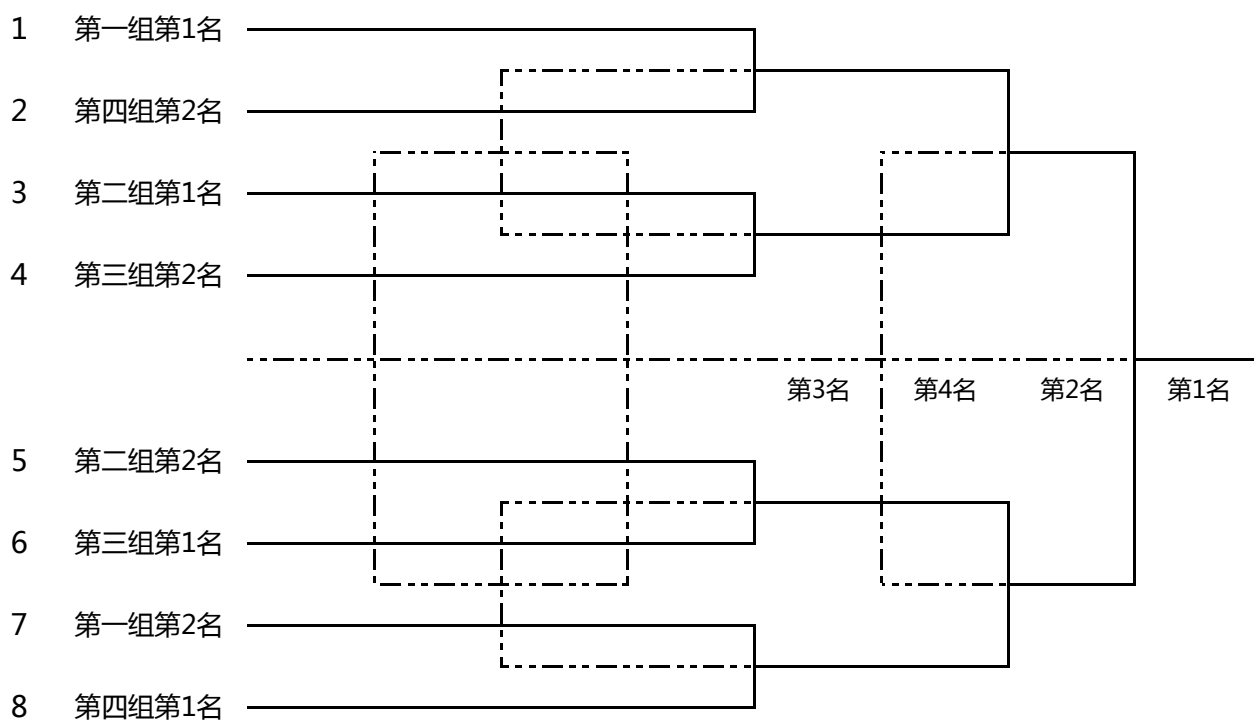 1 第一组第1名
2 第四组第2名
3 第二组第1名
4 第三组第2名
第3名 第4名 第2名 第1名
5 第二组第2名
6 第三组第1名
7 第一组第2名
8 第四组第1名